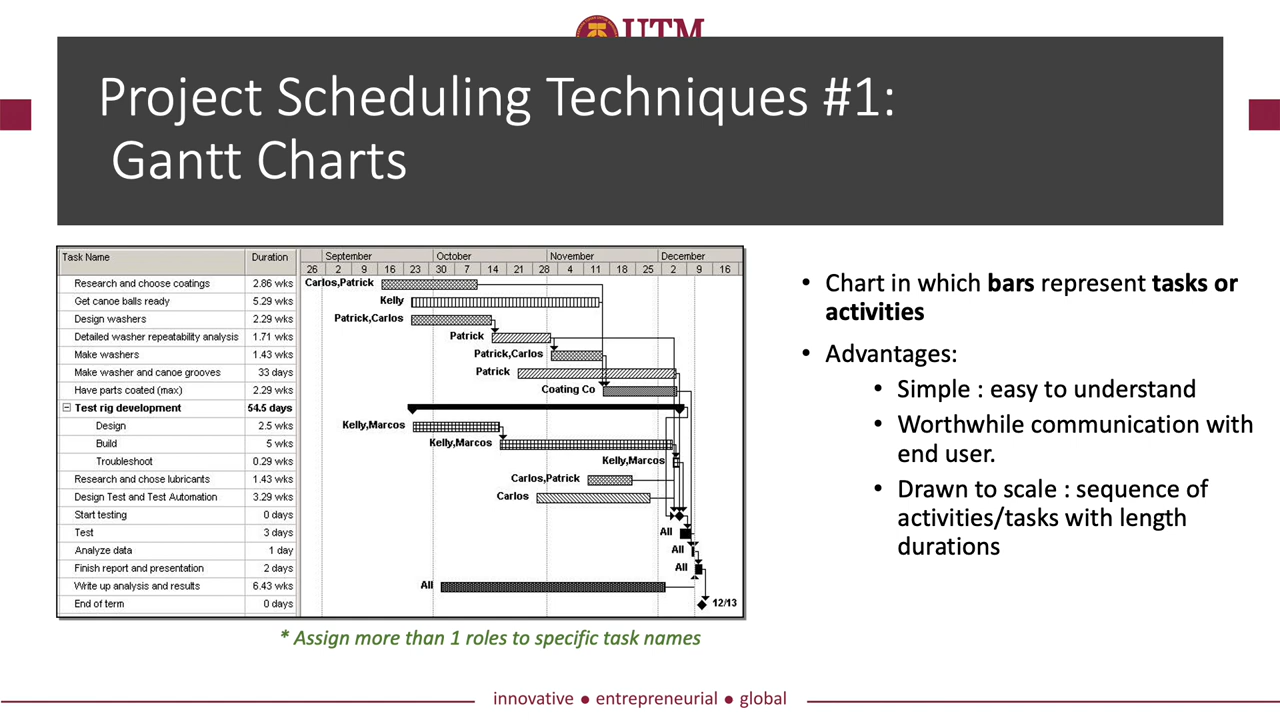 UTM
Project Scheduling Techniques #1:
Gantt Charts
Task Name Duration September October November December
26 2 9 16 23 30 7 14 21 28 4 11 18 25 2 9 16
Research and choose coatings 2.86 wks Carlos,Patrick
Get canoe balls ready 5.29 wks Kelly
Design washers 2.29 wks Patrick,Carlos
Detailed washer repeatability analysis 1.71 wks Patrick
Make washers 1.43 wks Patrick,Carlos
Make washer and canoe grooves 33 days Patrick
Have parts coated (max) 2.29 wks Coating Co
Test rig development 54.5 days
Design 2.5 wks Kelly,Marcos
Build 5 wks Kelly,Marcos
Troubleshoot 0.29 wks Kelly,Marcos
Research and chose lubricants 1.43 wks Carlos,Patrick
Design Test and Test Automation 3.29 wks Carlos
Start testing 0 days
Test 3 days All
Analyze data 1 day All
Finish report and presentation 2 days All
Write up analysis and results 6.43 wks All
End of term 0 days 12/13
* Assign more than 1 roles to specific task names
• Chart in which bars represent tasks or
activities
• Advantages:
• Simple : easy to understand
• Worthwhile communication with
end user.
• Drawn to scale : sequence of
activities/tasks with length
durations
innovative ● entrepreneurial ● global